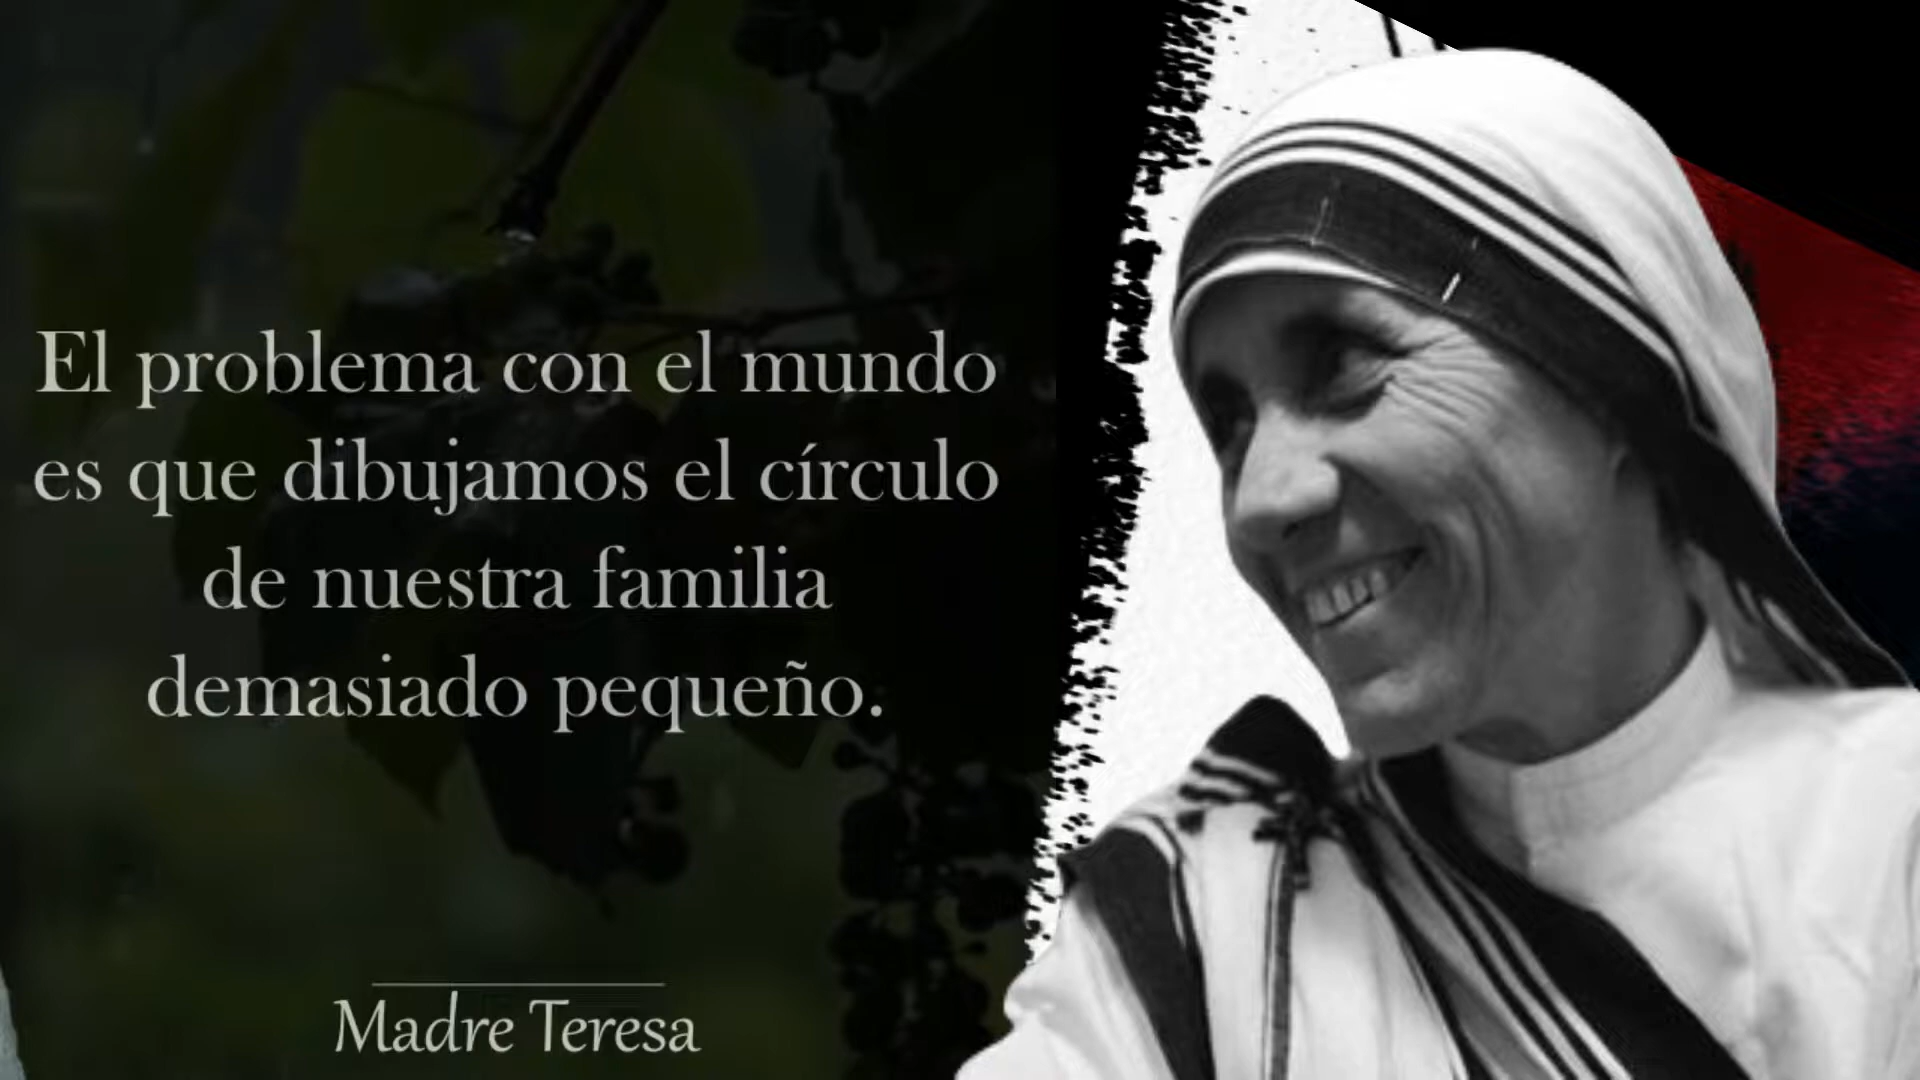 El problema con el mundo
es que dibujamos el círculo
de nuestra familia
demasiado pequeño.
Madre Teresa